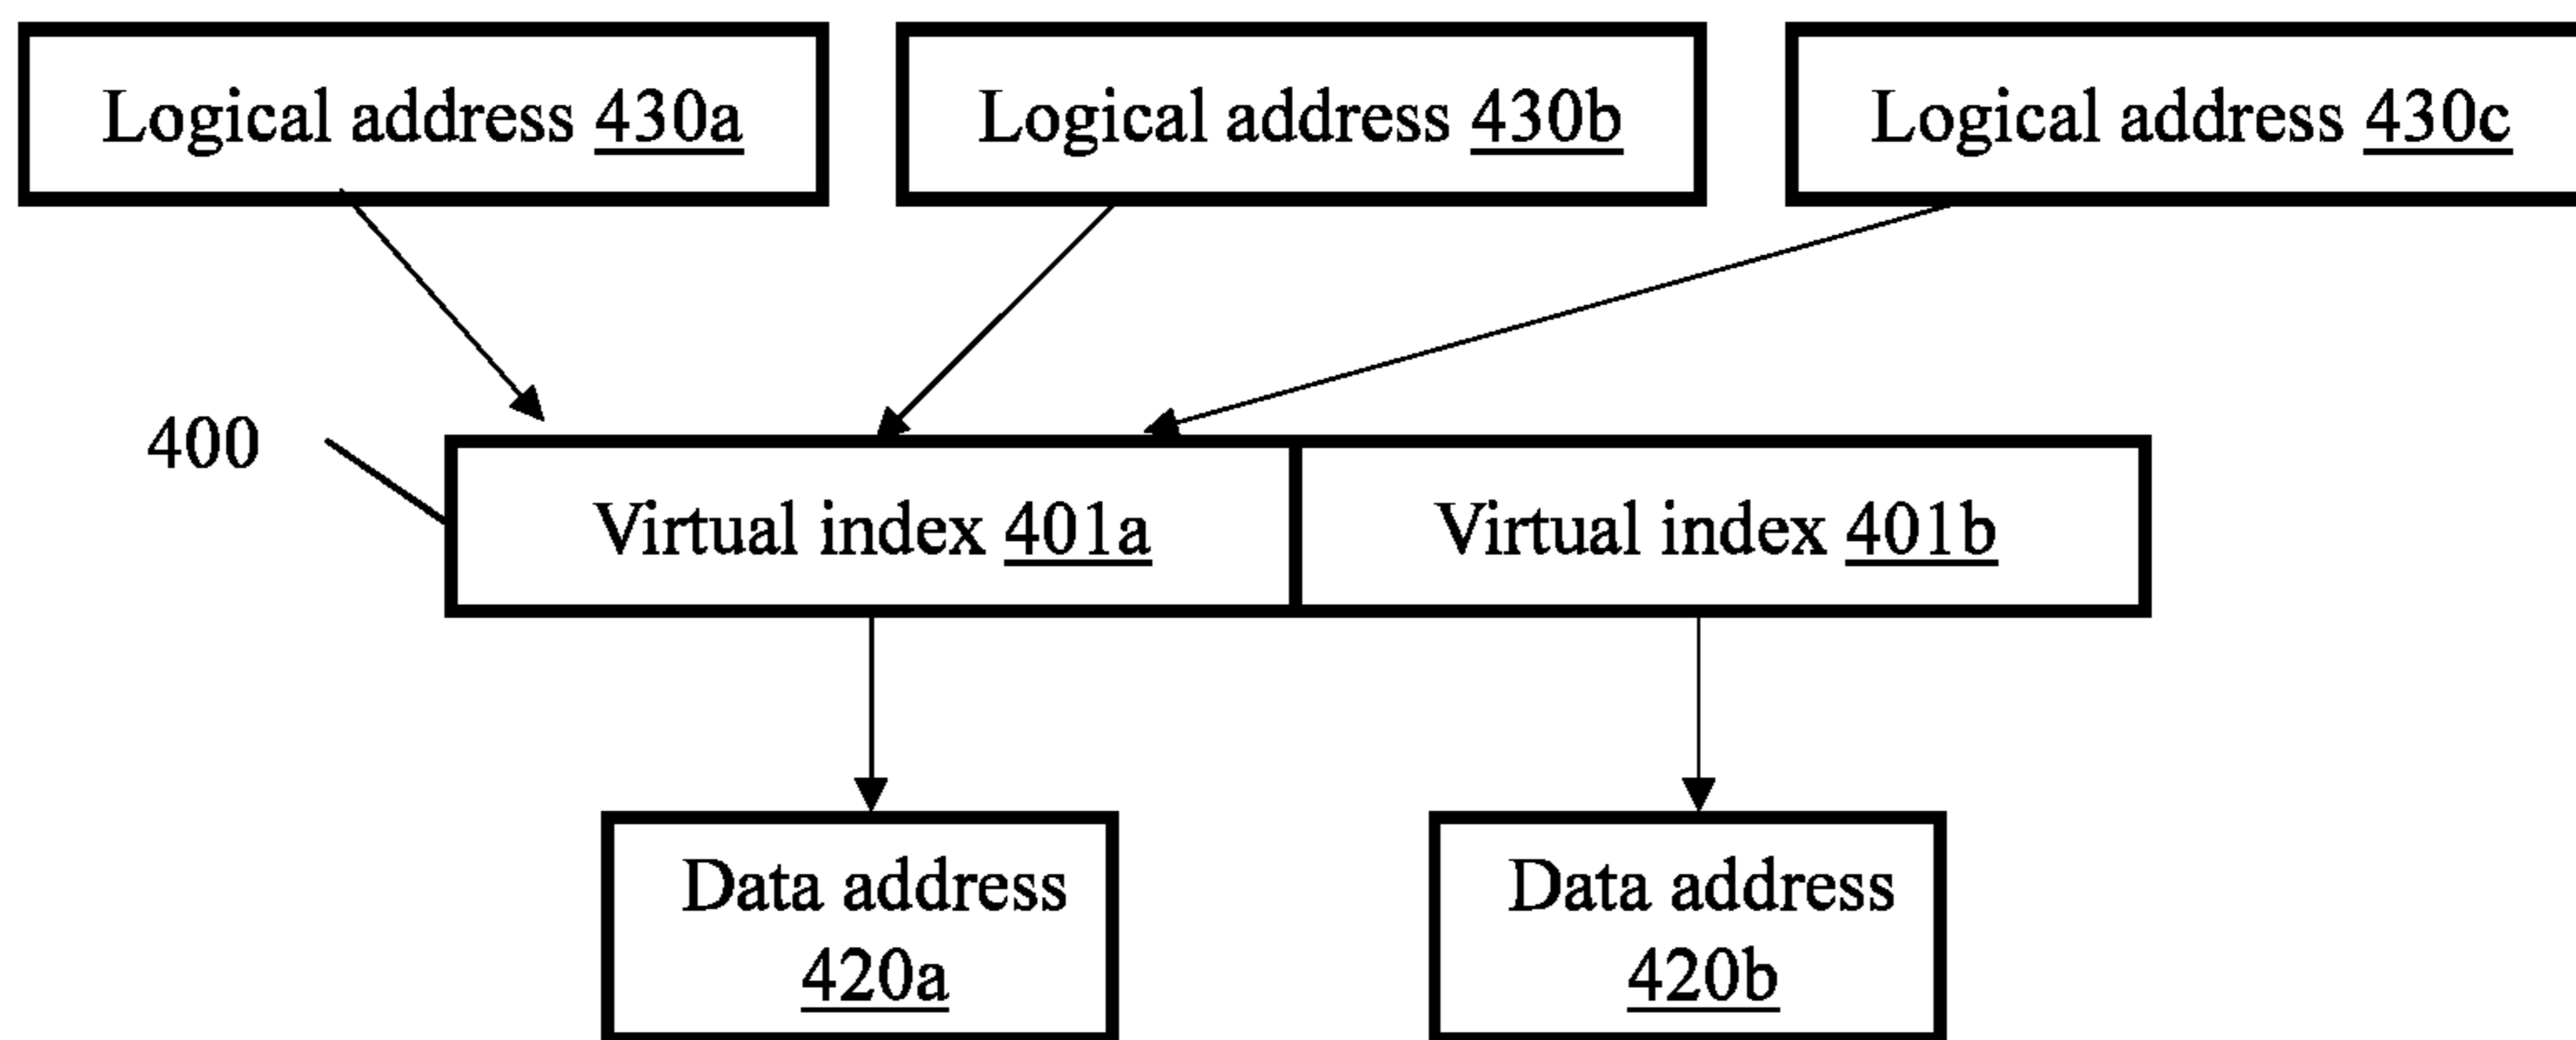 Logical address 430a
Logical address 430b
Logical address 430c
400
Virtual index 401a
Virtual index 401b
Data address
420a
Data address
420b